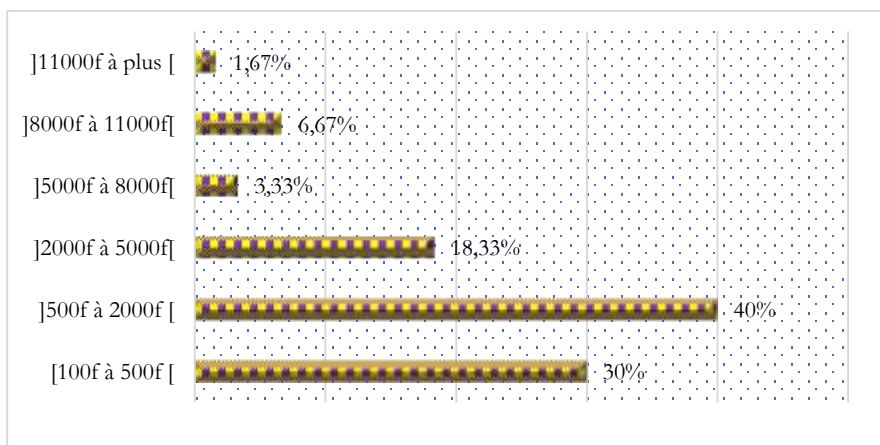 ]11000f à plus [ 1,67%
]8000f à 11000f[ 6,67%
]5000f à 8000f[ 3,33%
]2000f à 5000f[ 18,33%
]500f à 2000f [ 40%
[100f à 500f [ 30%